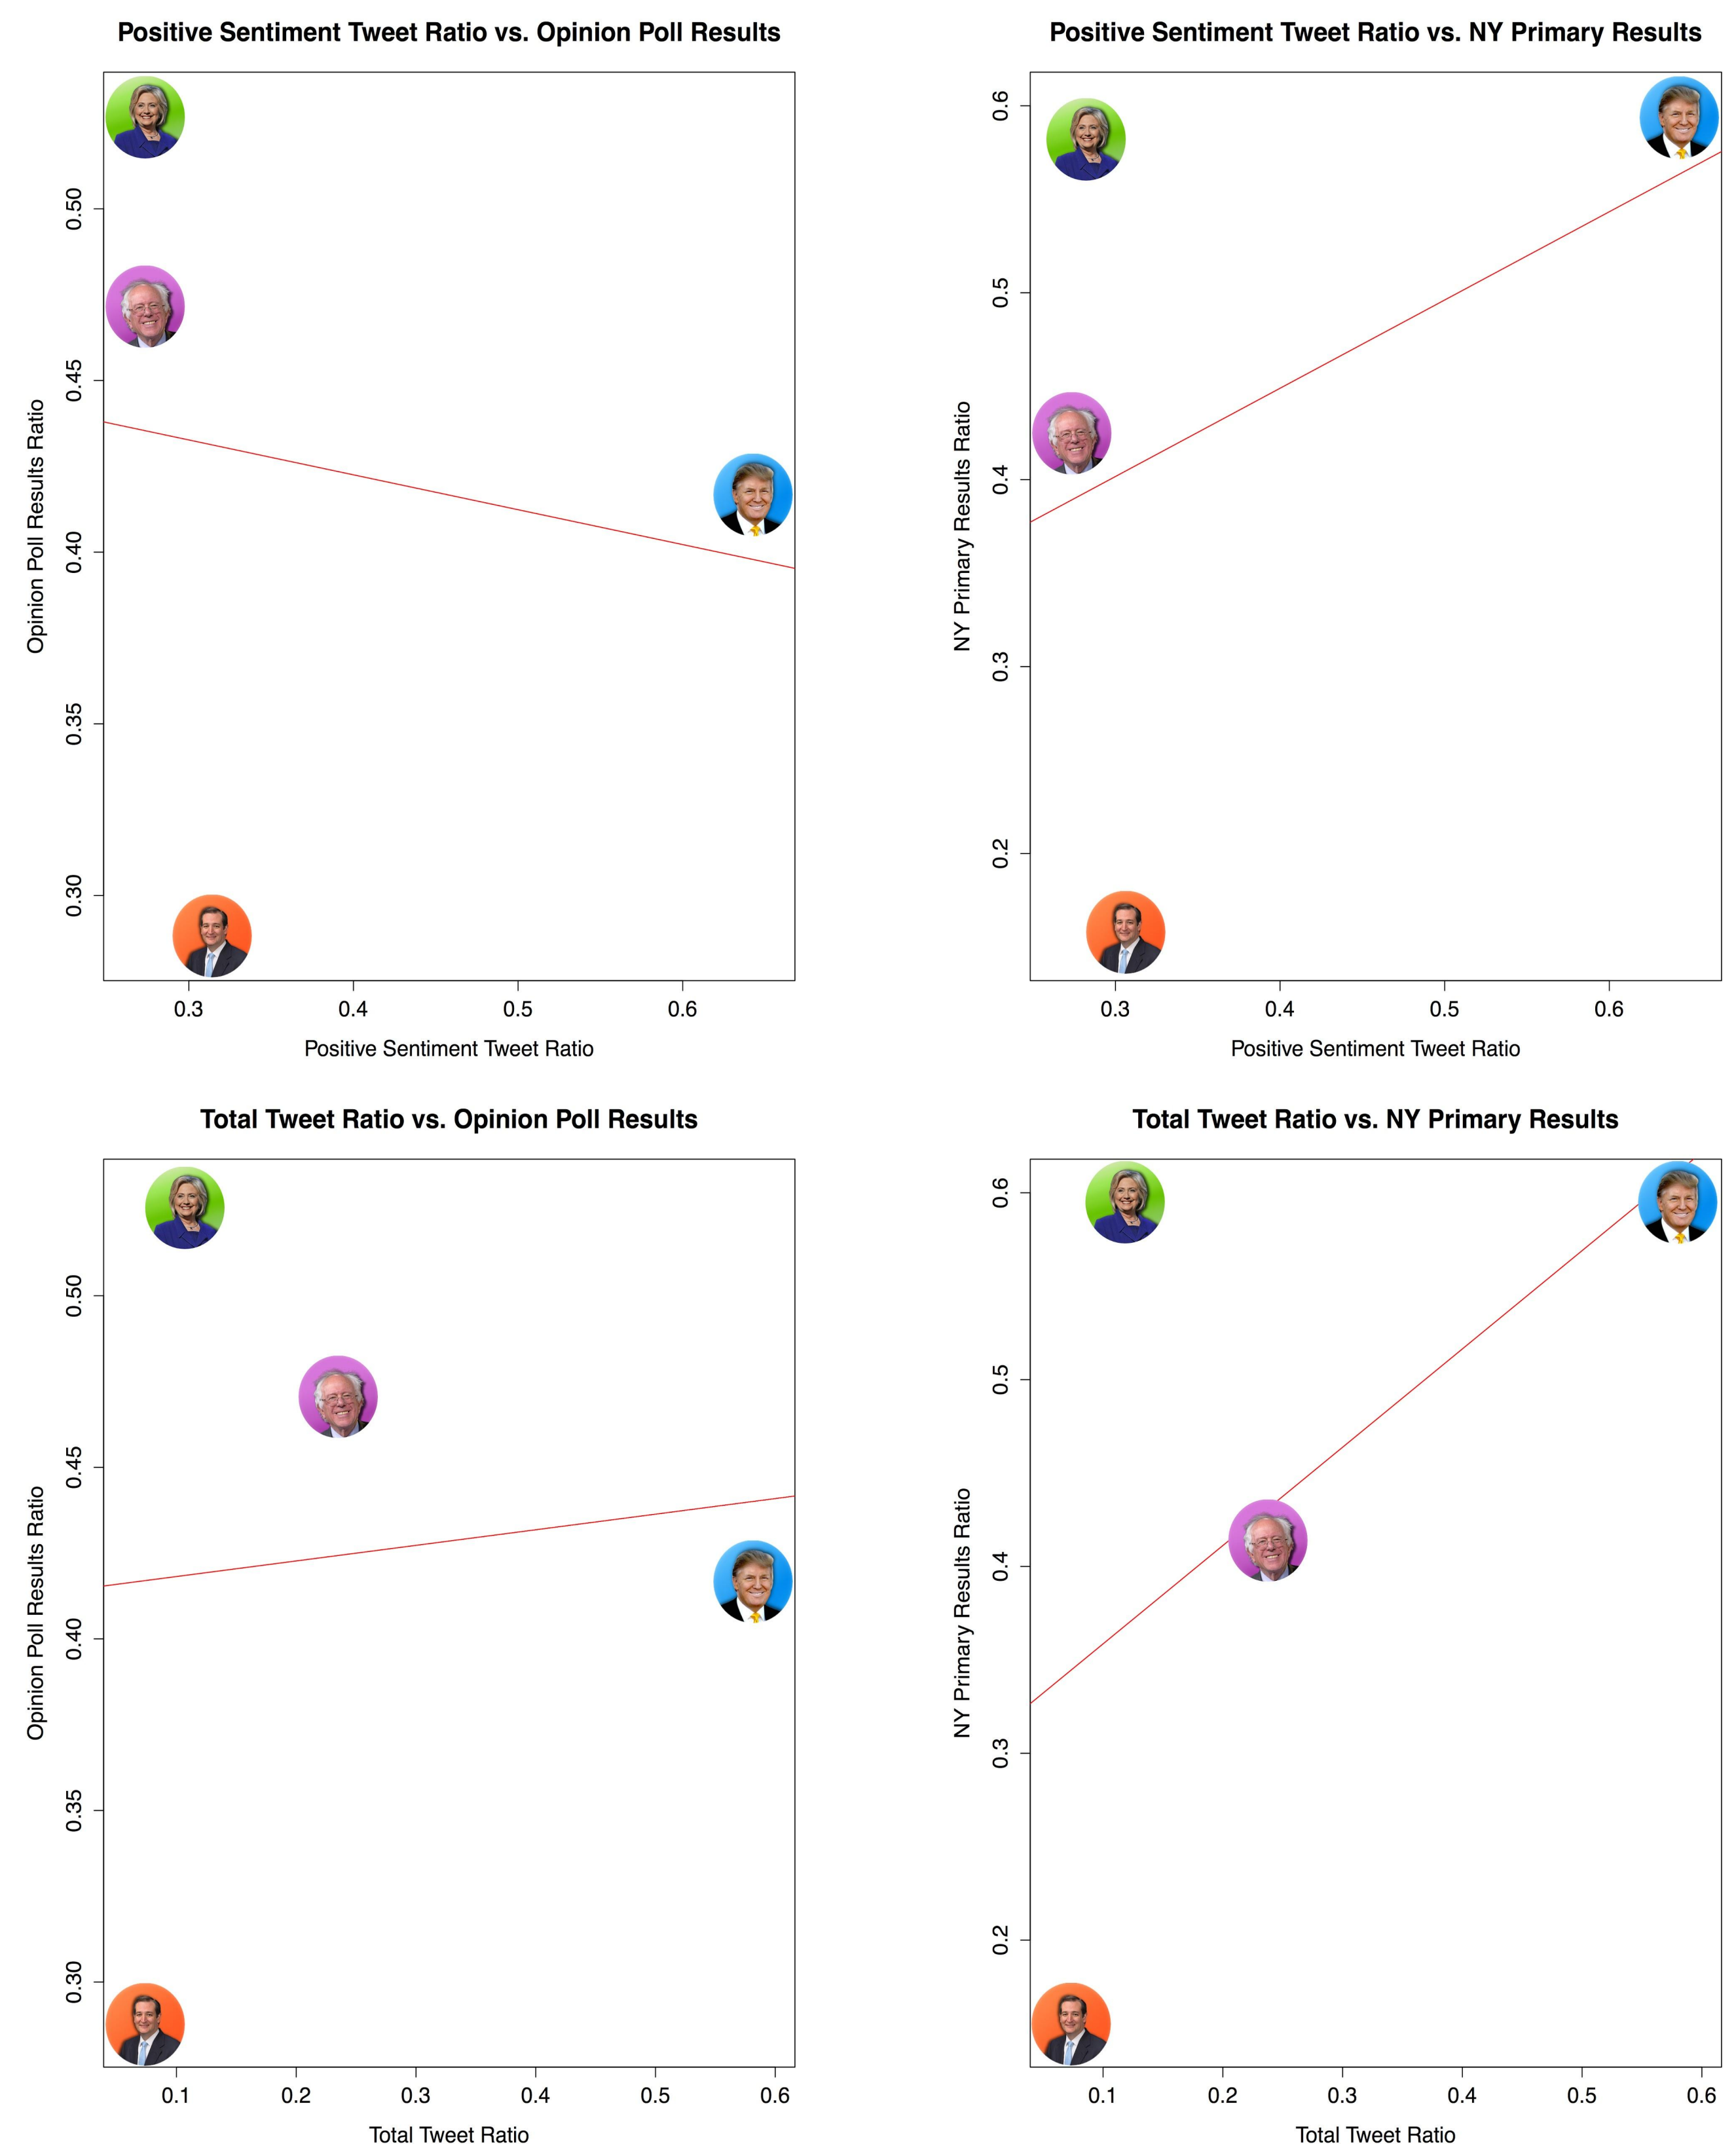 Positive Sentiment Tweet Ratio vs. Opinion Poll Results
Opinion Poll Results Ratio
0.50
0.45
0.40
0.35
0.30
0.3 0.4 0.5 0.6
Positive Sentiment Tweet Ratio
Positive Sentiment Tweet Ratio vs. NY Primary Results
NY Primary Results Ratio
0.6
0.5
0.4
0.3
0.2
0.3 0.4 0.5 0.6
Positive Sentiment Tweet Ratio
Total Tweet Ratio vs. Opinion Poll Results
Opinion Poll Results Ratio
0.50
0.45
0.40
0.35
0.30
0.1 0.2 0.3 0.4 0.5 0.6
Total Tweet Ratio
Total Tweet Ratio vs. NY Primary Results
NY Primary Results Ratio
0.6
0.5
0.4
0.3
0.2
0.1 0.2 0.3 0.4 0.5 0.6
Total Tweet Ratio